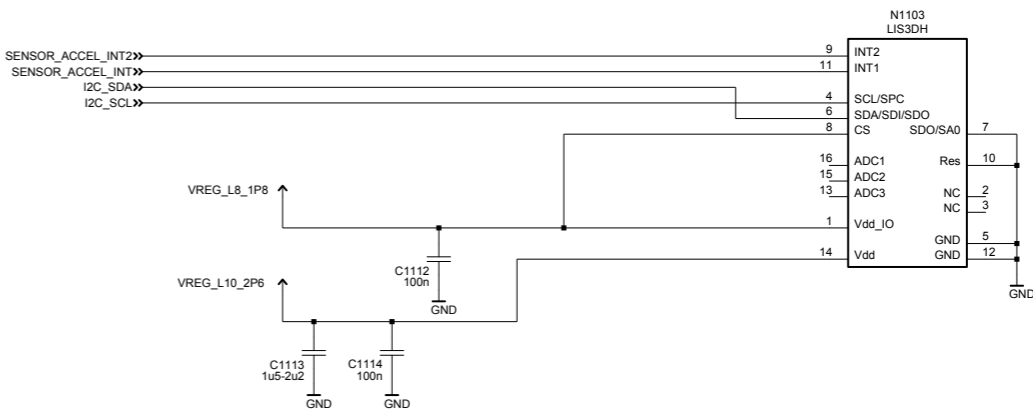 N1103
LIS3DH
SENSOR_ACCEL_INT2 9 INT2
SENSOR_ACCEL_INT 11 INT1
I2C_SDA
I2C_SCL 4 SCL/SPC
6 SDA/SDI/SDO
8 CS SDO/SA0 7
16 ADC1 Res 10
15 ADC2
13 ADC3 NC 2
NC 3
VREG_L8_1P8
1 Vdd_IO
GND 5
14 Vdd GND 12
C1112
100n
GND
GND
VREG_L10_2P6
C1113
1u5-2u2
GND
C1114
100n
GND